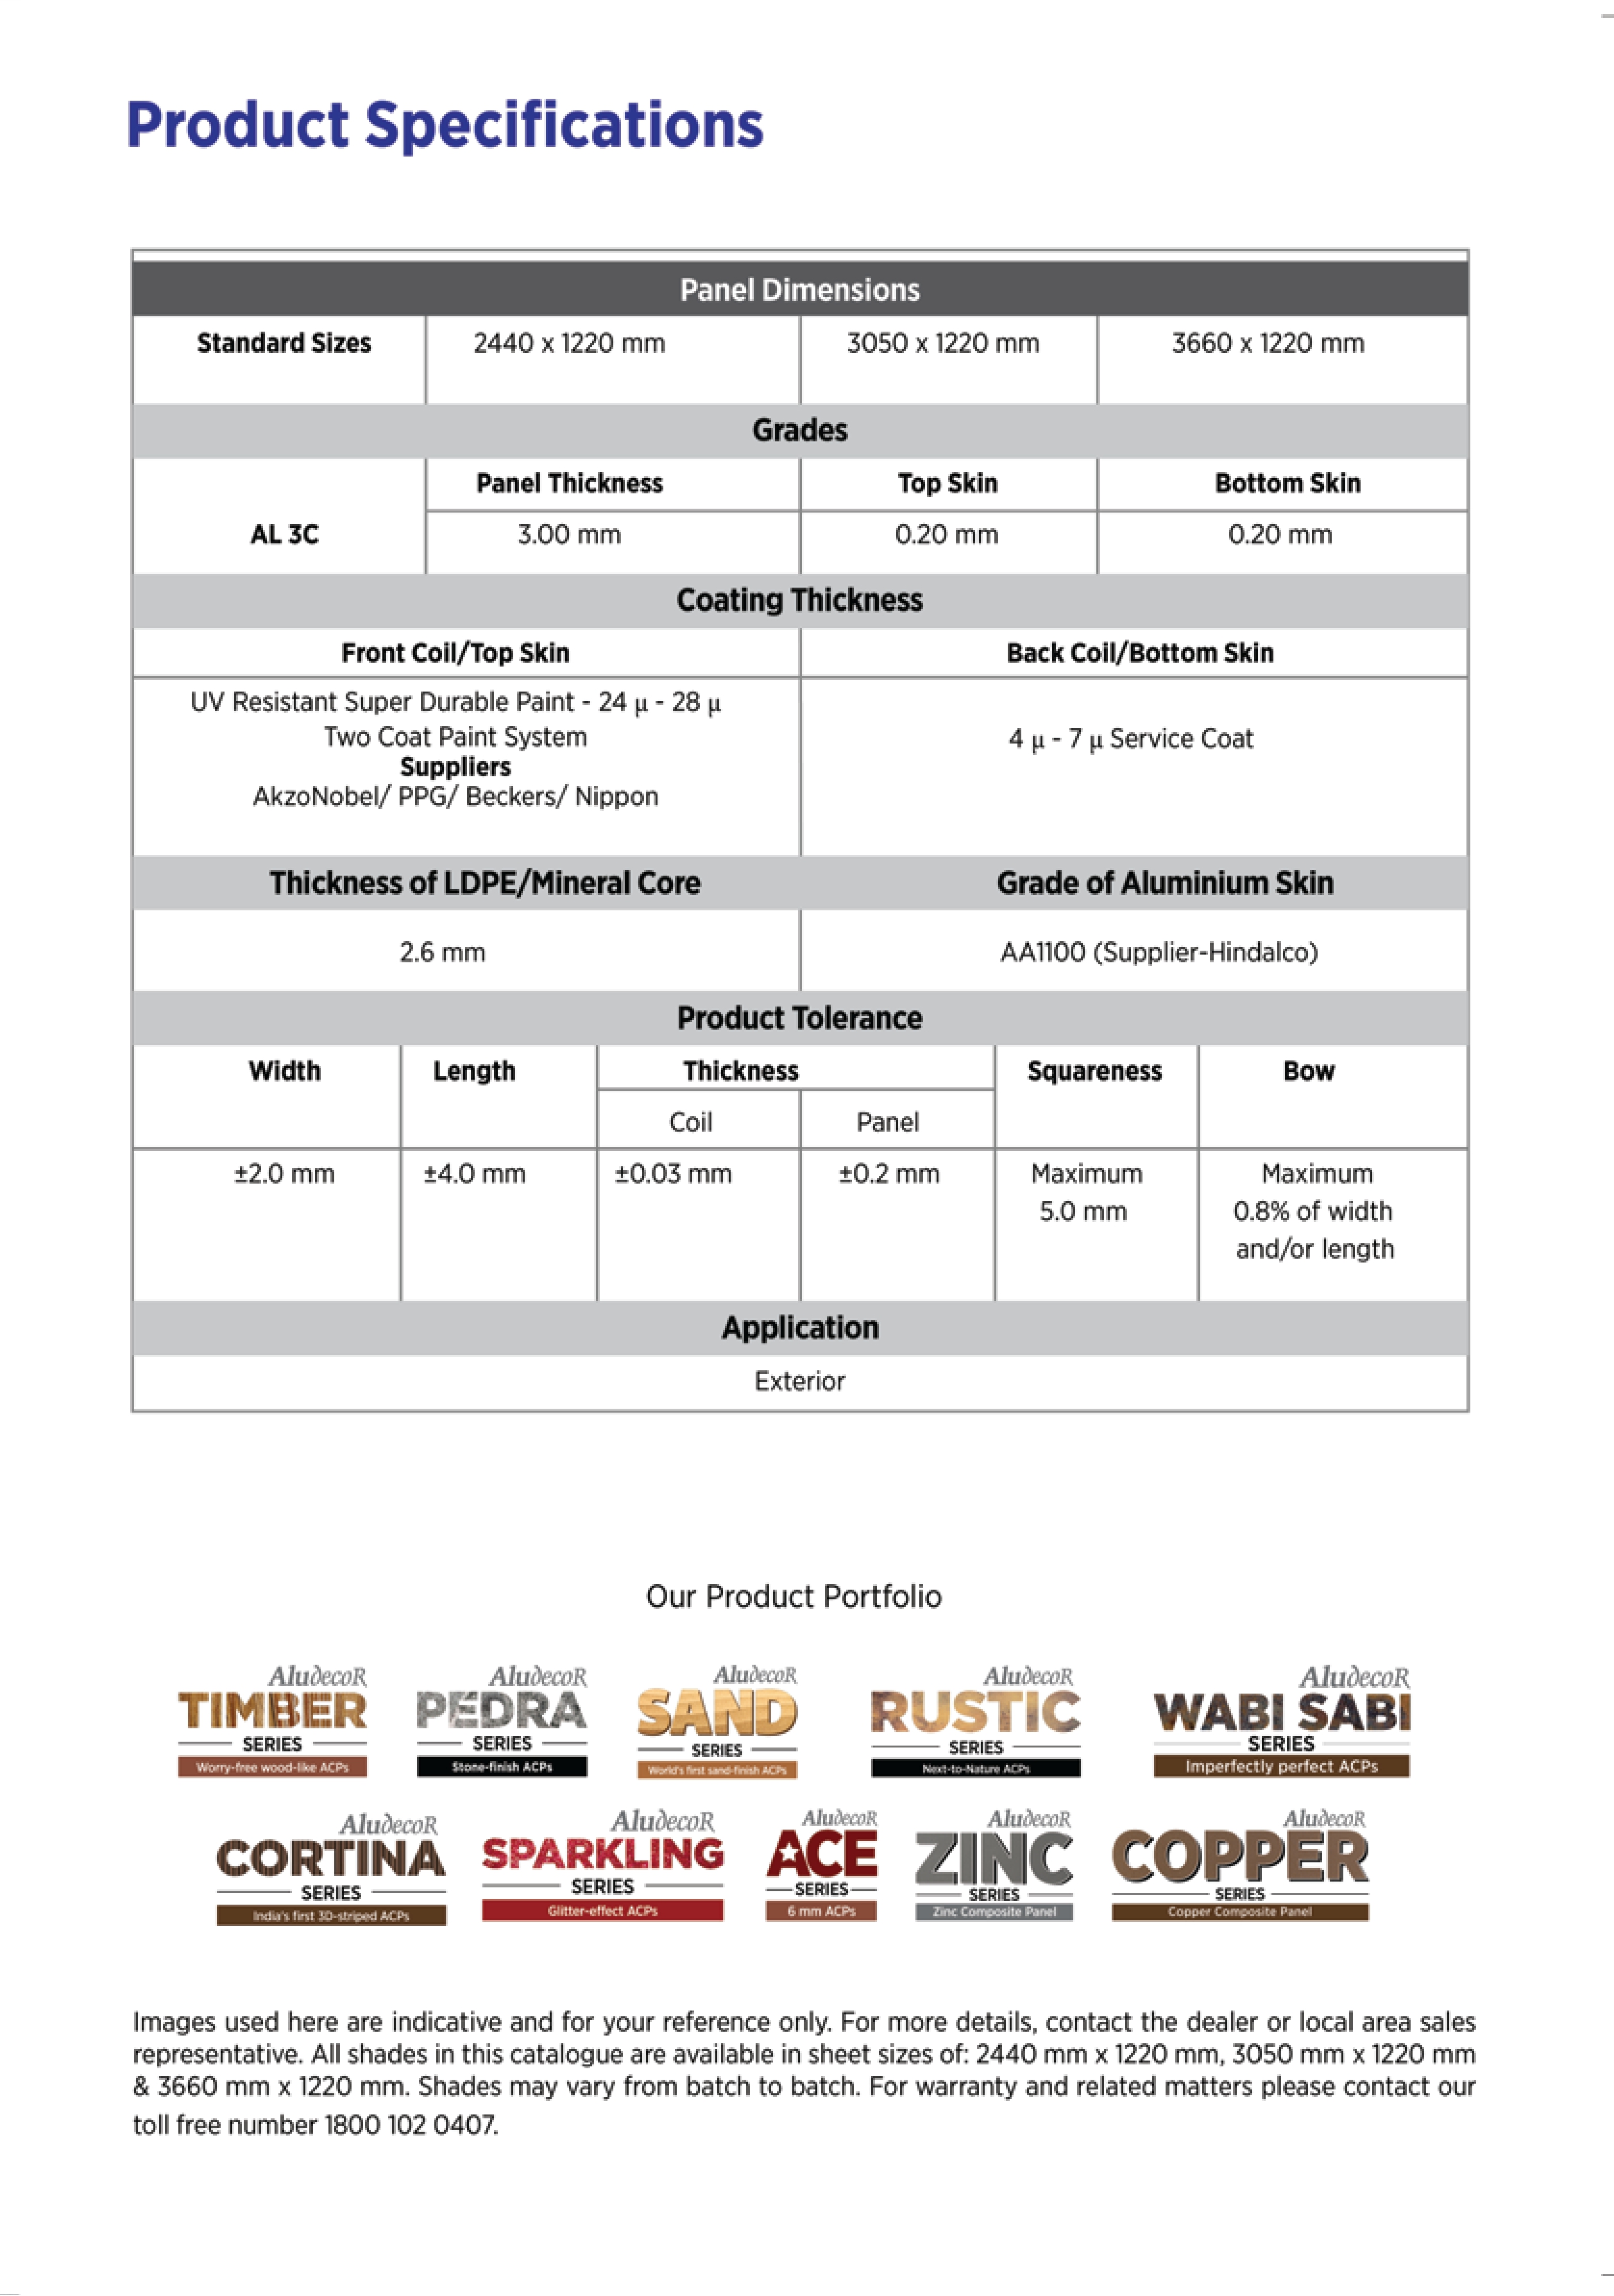 Product Specifications
Panel Dimensions
Standard Sizes 2440 x 1220 mm 3050 x 1220 mm 3660 x 1220 mm
Grades
Panel Thickness Top Skin Bottom Skin
AL 3C 3.00 mm 0.20 mm 0.20 mm
Coating Thickness
Front Coil/Top Skin Back Coil/Bottom Skin
UV Resistant Super Durable Paint - 24 µ - 28 µ
Two Coat Paint System
4 µ - 7 µ Service Coat
Suppliers
AkzoNobel/ PPG/ Beckers/ Nippon
Thickness of LDPE/Mineral Core Grade of Aluminium Skin
2.6 mm AA1100 (Supplier-Hindalco)
Product Tolerance
Width Length Thickness Squareness Bow
Coil Panel
±2.0 mm ±4.0 mm ±0.03 mm ±0.2 mm Maximum Maximum
5.0 mm 0.8% of width
and/or length
Application
Exterior
Our Product Portfolio
AludecoR AludecoR AludecoR AludecoR AludecoR
TIMBER PEDRA SAND RUSTIC WABI SABI
SERIES SERIES SERIES SERIES SERIES
Worry-free wood-like ACPs Stone-finish ACPs World's first sand-finish ACPs Next-to-Nature ACPs Imperfectly perfect ACPs
AludecoR AludecoR AludecoR AludecoR AludecoR
CORTINA SPARKLING ACE ZINC COPPER
SERIES SERIES SERIES SERIES SERIES
India's first 3D-striped ACPs Glitter-effect ACPs 6 mm ACPs Zinc Composite Panel Copper Composite Panel
Images used here are indicative and for your reference only. For more details, contact the dealer or local area sales
representative. All shades in this catalogue are available in sheet sizes of: 2440 mm x 1220 mm, 3050 mm x 1220 mm
& 3660 mm x 1220 mm. Shades may vary from batch to batch. For warranty and related matters please contact our
toll free number 1800 102 0407.